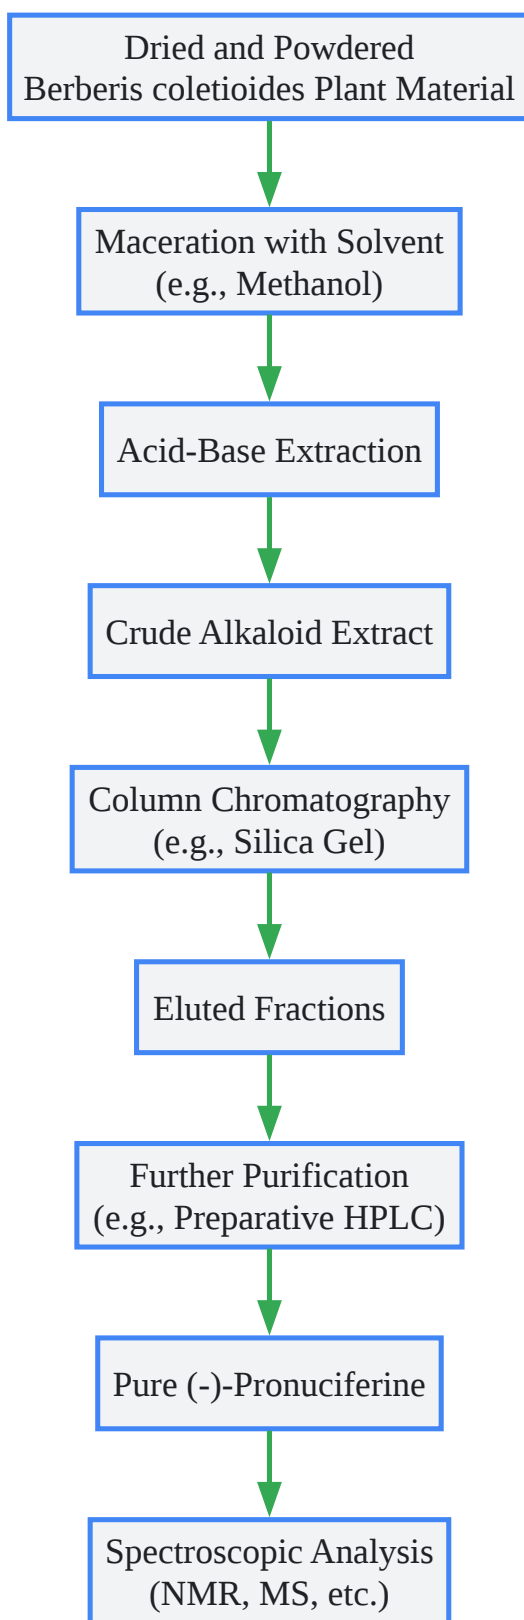 Dried and Powdered
Berberis coletioides Plant Material
Maceration with Solvent
(e.g., Methanol)
Acid-Base Extraction
Crude Alkaloid Extract
Column Chromatography
(e.g., Silica Gel)
Eluted Fractions
Further Purification
(e.g., Preparative HPLC)
Pure (-)-Pronuciferine
Spectroscopic Analysis
(NMR, MS, etc.)